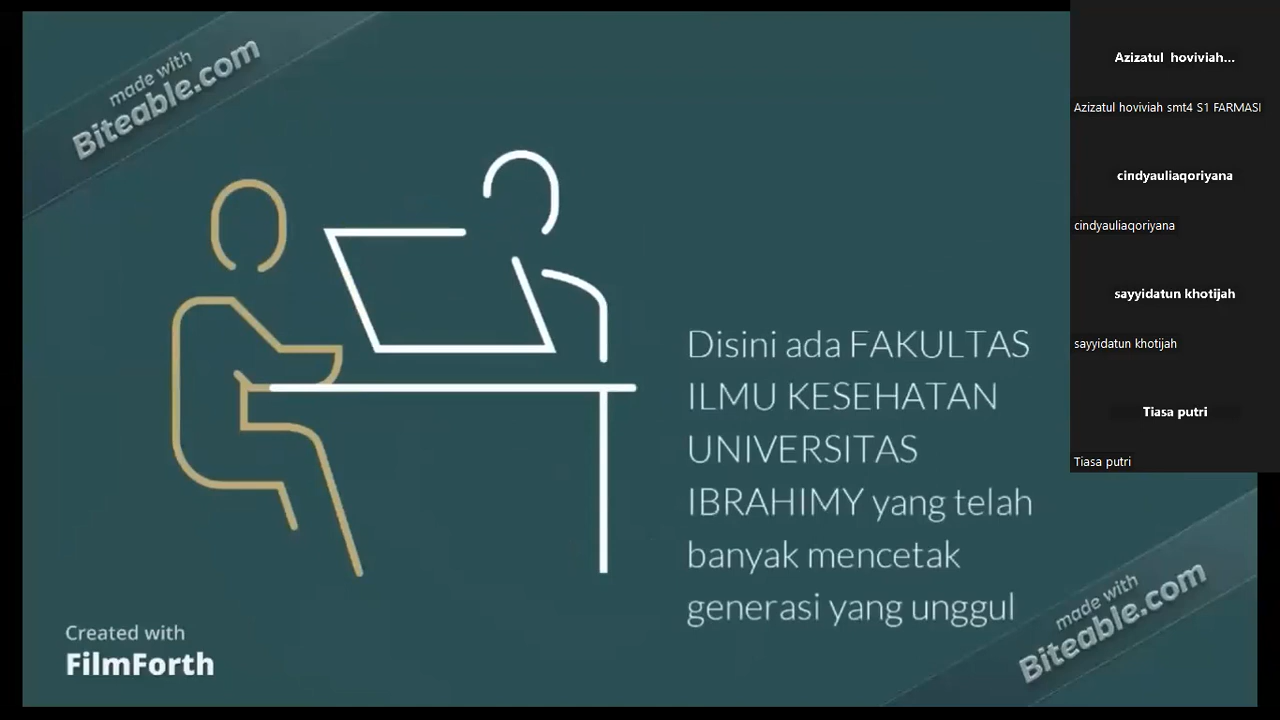 made with
Biteable.com
Disini ada FAKULTAS
ILMU KESEHATAN
UNIVERSITAS
IBRAHIMY yang telah
banyak mencetak
generasi yang unggul
Created with
FilmForth
made with
Biteable.com
Azizatul hoviviah...
Azizatul hoviviah smt4 S1 FARMASI
cindyauliaqoriyana
cindyauliaqoriyana
sayyidatun khotijah
sayyidatun khotijah
Tiasa putri
Tiasa putri